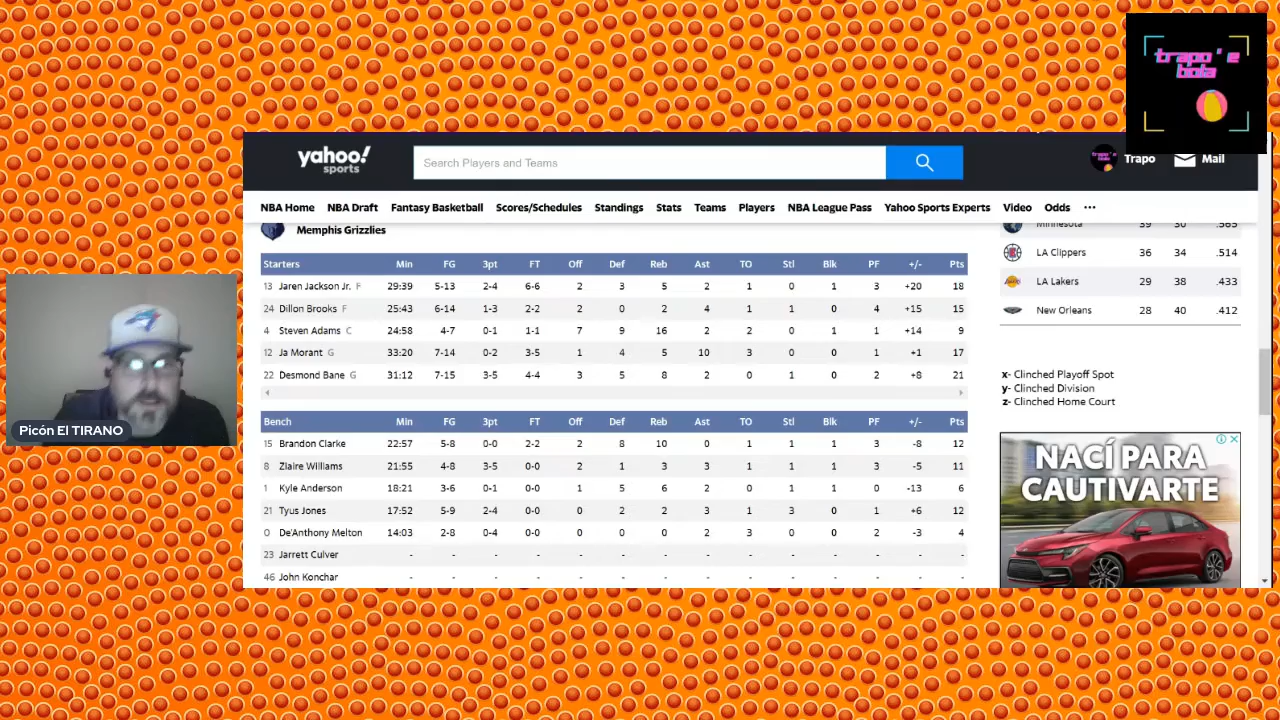 trapo'e
bola
yahoo!
sports
Search Players and Teams
Trapo
Mail
NBA Home NBA Draft Fantasy Basketball Scores/Schedules Standings Stats Teams Players NBA League Pass Yahoo Sports Experts Video Odds ...
Memphis Grizzlies
Starters Min FG 3pt FT Off Def Reb Ast TO Stl Blk PF +/- Pts
13 Jaren Jackson Jr. F 29:39 5-13 2-4 6-6 2 3 5 2 1 0 1 3 +20 18
24 Dillon Brooks F 25:43 6-14 1-3 2-2 2 0 2 4 1 1 0 4 +15 15
4 Steven Adams C 24:58 4-7 0-1 1-1 7 9 16 2 2 0 1 1 +14 9
12 Ja Morant G 33:20 7-14 0-2 3-5 1 4 5 10 3 0 0 1 +1 17
22 Desmond Bane G 31:12 7-15 3-5 4-4 3 5 8 2 0 1 0 2 +8 21
Bench Min FG 3pt FT Off Def Reb Ast TO Stl Blk PF +/- Pts
15 Brandon Clarke 22:57 5-8 0-0 2-2 2 8 10 0 1 1 1 3 -8 12
8 Ziaire Williams 21:55 4-8 3-5 0-0 2 1 3 3 1 1 1 3 -5 11
1 Kyle Anderson 18:21 3-6 0-1 0-0 1 5 6 2 0 1 1 0 -13 6
21 Tyus Jones 17:52 5-9 2-4 0-0 0 2 2 3 1 3 0 1 +6 12
0 De'Anthony Melton 14:03 2-8 0-4 0-0 0 0 0 2 3 0 0 2 -3 4
23 Jarrett Culver - - - - - - - - - - - - - -
46 John Konchar - - - - - - - - - - - - - -
Minnesota 39 30 .565
LA Clippers 36 34 .514
LA Lakers 29 38 .433
New Orleans 28 40 .412
x- Clinched Playoff Spot
y- Clinched Division
z- Clinched Home Court
NACÍ PARA
CAUTIVARTE
Picón El TIRANO